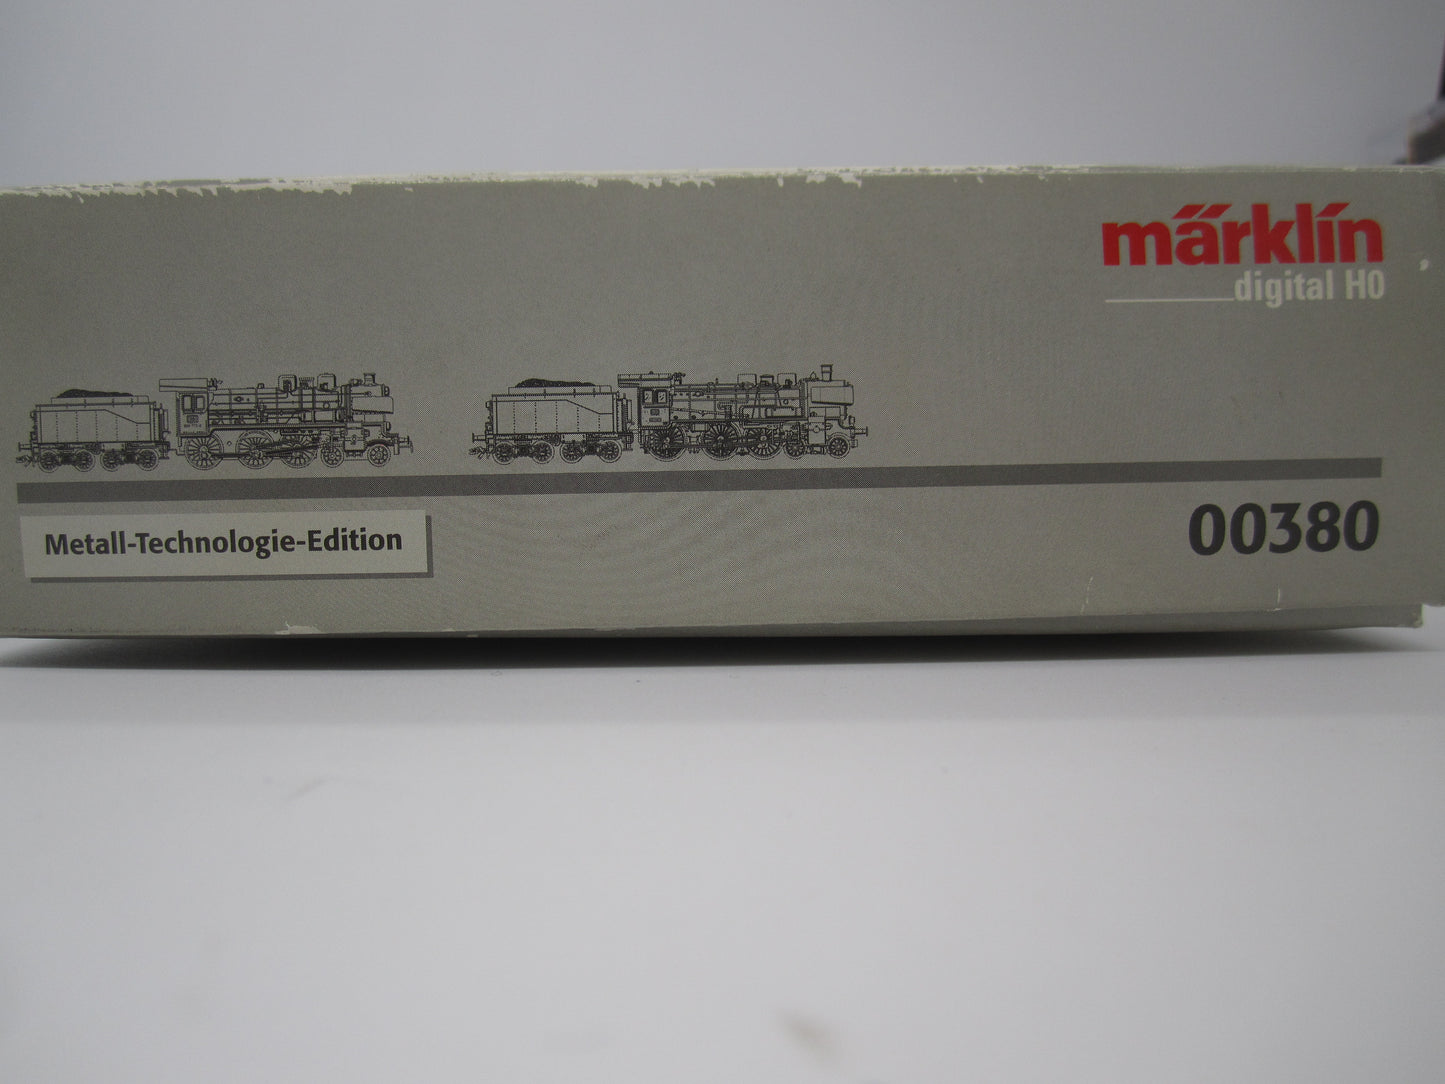 märklin
digital H0
Metall-Technologie-Edition
00380